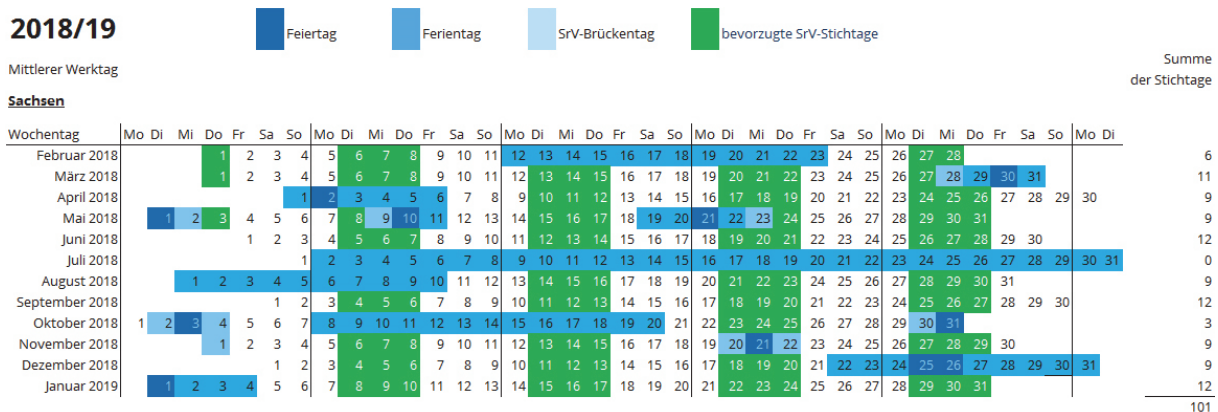 2018/19
Feiertag Ferientag SrV-Brückentag bevorzugte SrV-Stichtage
Summe
Mittlerer Werktag
der Stichtage
Sachsen
Wochentag Mo Di Mi Do Fr Sa So Mo Di Mi Do Fr Sa So Mo Di Mi Do Fr Sa So Mo Di Mi Do Fr Sa So Mo Di Mi Do Fr Sa So Mo Di
Februar 2018 1 2 3 4 5 6 7 8 9 10 11 12 13 14 15 16 17 18 19 20 21 22 23 24 25 26 27 28 6
März 2018 1 2 3 4 5 6 7 8 9 10 11 12 13 14 15 16 17 18 19 20 21 22 23 24 25 26 27 28 29 30 31 11
April 2018 1 2 3 4 5 6 7 8 9 10 11 12 13 14 15 16 17 18 19 20 21 22 23 24 25 26 27 28 29 30 9
Mai 2018 1 2 3 4 5 6 7 8 9 10 11 12 13 14 15 16 17 18 19 20 21 22 23 24 25 26 27 28 29 30 31 9
Juni 2018 1 2 3 4 5 6 7 8 9 10 11 12 13 14 15 16 17 18 19 20 21 22 23 24 25 26 27 28 29 30 12
Juli 2018 1 2 3 4 5 6 7 8 9 10 11 12 13 14 15 16 17 18 19 20 21 22 23 24 25 26 27 28 29 30 31 0
August 2018 1 2 3 4 5 6 7 8 9 10 11 12 13 14 15 16 17 18 19 20 21 22 23 24 25 26 27 28 29 30 31 9
September 2018 1 2 3 4 5 6 7 8 9 10 11 12 13 14 15 16 17 18 19 20 21 22 23 24 25 26 27 28 29 30 12
Oktober 2018 1 2 3 4 5 6 7 8 9 10 11 12 13 14 15 16 17 18 19 20 21 22 23 24 25 26 27 28 29 30 31 3
November 2018 1 2 3 4 5 6 7 8 9 10 11 12 13 14 15 16 17 18 19 20 21 22 23 24 25 26 27 28 29 30 9
Dezember 2018 1 2 3 4 5 6 7 8 9 10 11 12 13 14 15 16 17 18 19 20 21 22 23 24 25 26 27 28 29 30 31 9
Januar 2019 1 2 3 4 5 6 7 8 9 10 11 12 13 14 15 16 17 18 19 20 21 22 23 24 25 26 27 28 29 30 31 12
101